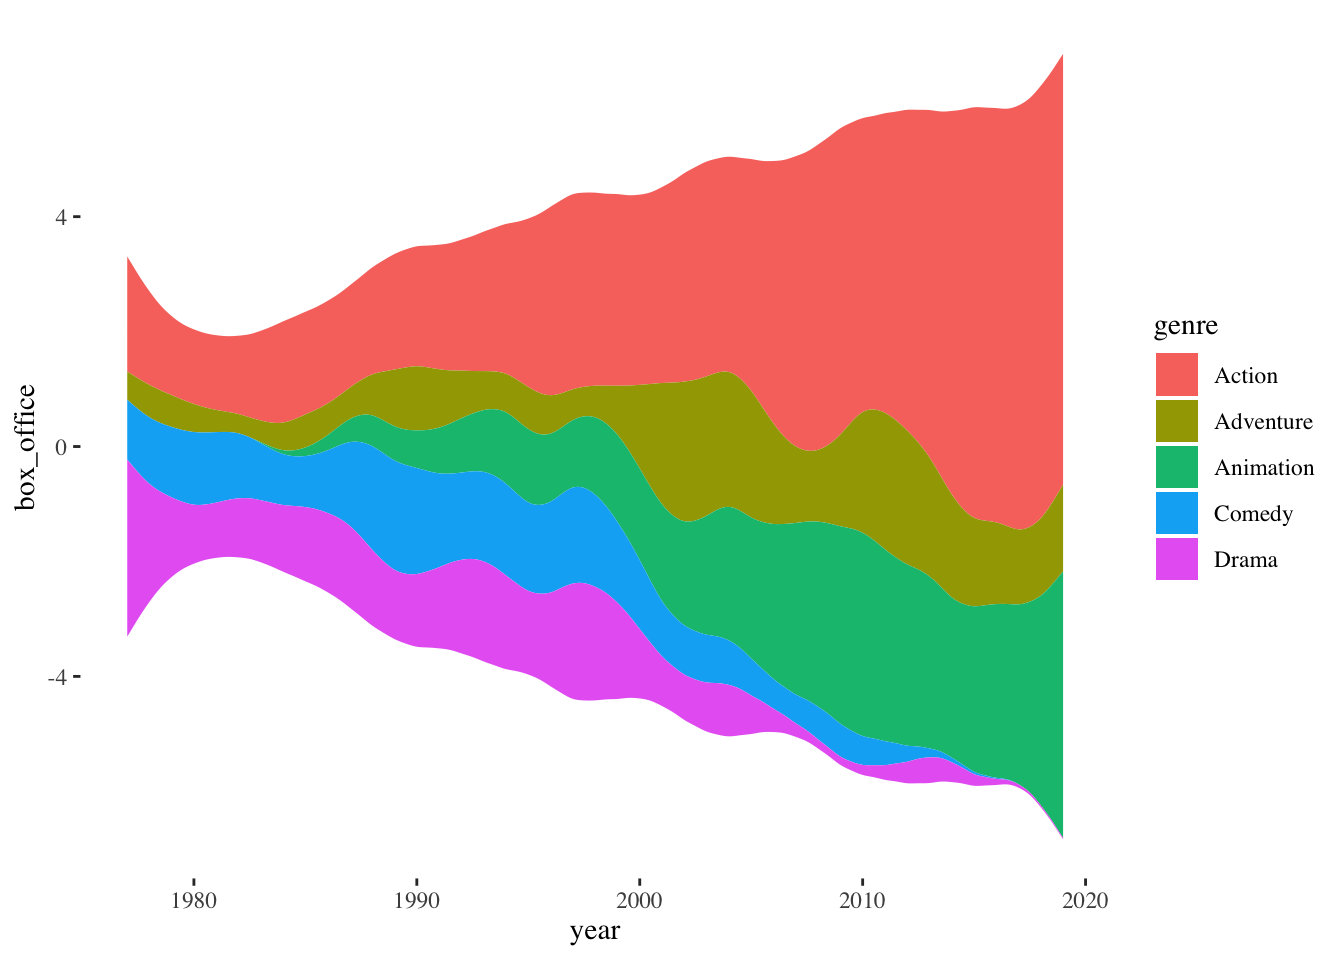 4
0
-4
box_office
1980
1990
2000
2010
2020
year
genre
Action
Adventure
Animation
Comedy
Drama